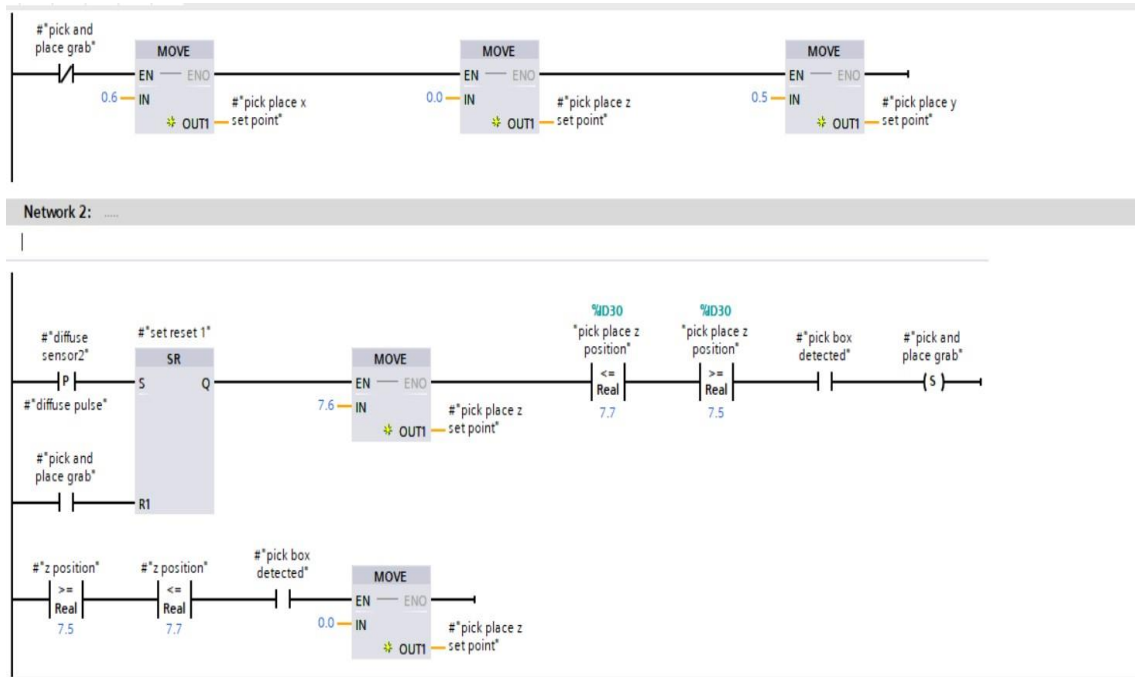 #"pick and
place grab"
MOVE
EN ENO
0.6 IN
OUT1
#"pick place x
set point"
MOVE
EN ENO
0.0 IN
OUT1
#"pick place z
set point"
MOVE
EN ENO
0.5 IN
OUT1
#"pick place y
set point"
Network 2: .....
#"diffuse
sensor2"
P
#"diffuse pulse"
#"set reset 1"
SR
S Q
R1
#"pick and
place grab"
MOVE
EN ENO
7.6 IN
OUT1
#"pick place z
set point"
%ID30
"pick place z
position"
<=
Real
7.7
%ID30
"pick place z
position"
>=
Real
7.5
#"pick box
detected"
#"pick and
place grab"
S
#"z position"
>=
Real
7.5
#"z position"
<=
Real
7.7
#"pick box
detected"
MOVE
EN ENO
0.0 IN
OUT1
#"pick place z
set point"